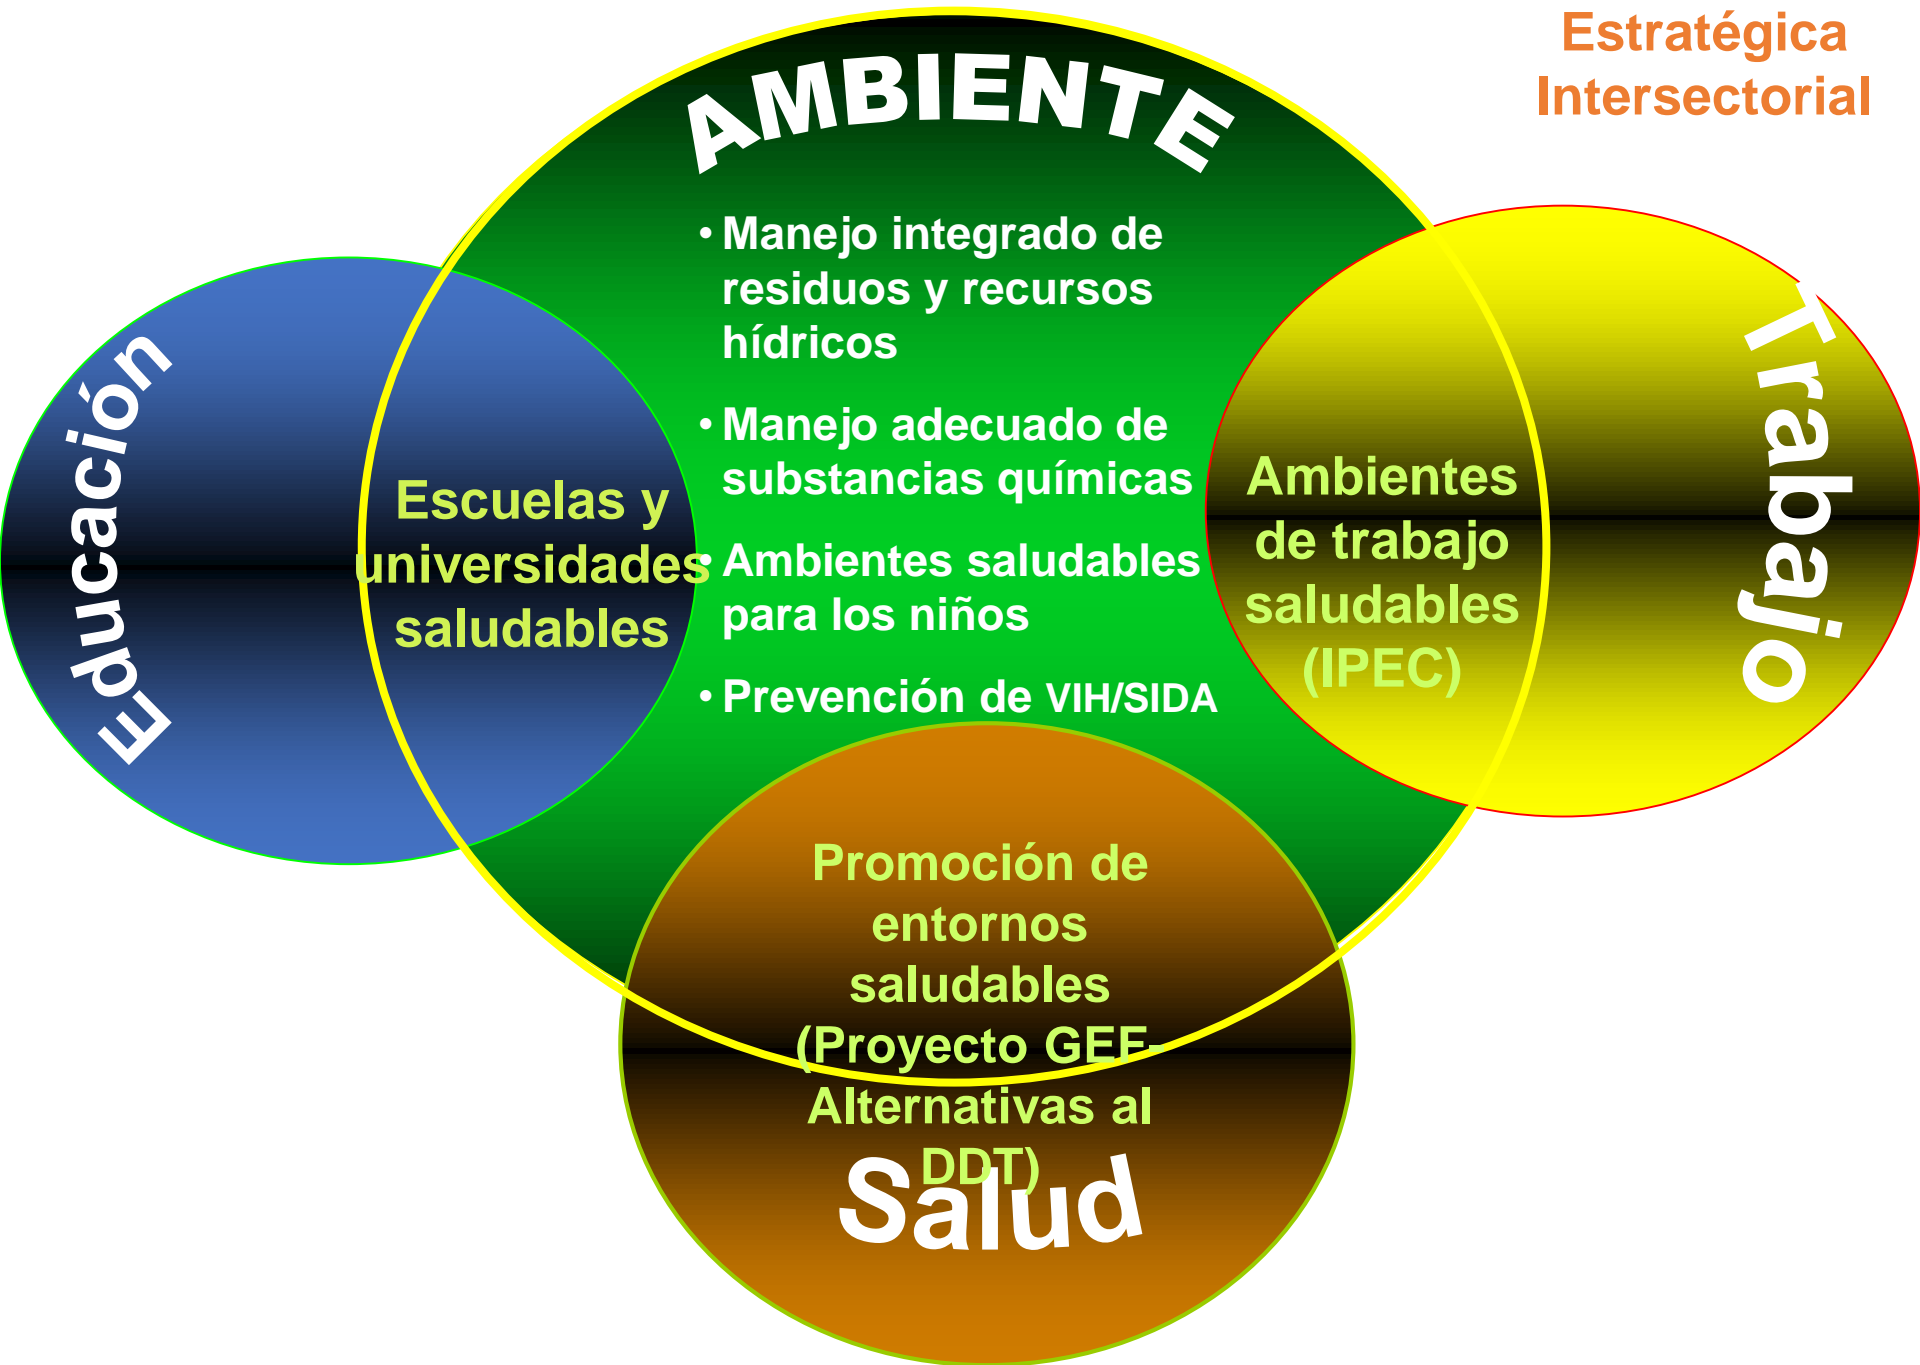 Estratégica
Intersectorial
AMBIENTE
• Manejo integrado de
residuos y recursos
hídricos
• Manejo adecuado de
substancias químicas
• Ambientes saludables
para los niños
• Prevención de VIH/SIDA
Educación
Escuelas y
universidades
saludables
Ambientes
de trabajo
saludables
(IPEC)
Trabajo
Promoción de
entornos
saludables
(Proyecto GEF-
Alternativas al
DDT)
Salud